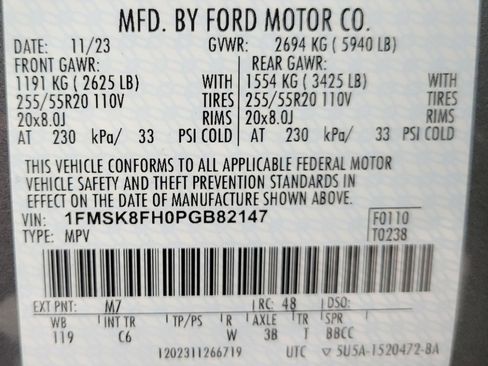 MFD. BY FORD MOTOR CO.
DATE: 11/23 GVWR: 2694 KG ( 5940 LB)
FRONT GAWR: REAR GAWR:
1191 KG ( 2625 LB) WITH 1554 KG ( 3425 LB) WITH
255/55R20 110V TIRES 255/55R20 110V TIRES
20x8.0J RIMS 20x8.0J RIMS
AT 230 kPa/ 33 PSI COLD AT 230 kPa/ 33 PSI COLD
THIS VEHICLE CONFORMS TO ALL APPLICABLE FEDERAL MOTOR
VEHICLE SAFETY AND THEFT PREVENTION STANDARDS IN
EFFECT ON THE DATE OF MANUFACTURE SHOWN ABOVE.
VIN: 1FMSK8FH0PGB82147 F0110
TYPE: MPV T0238
EXT PNT: M7 RC: 48 DSO:
WB INT TR TP/PS R AXLE TR SPR
119 C6 W 3B T BBCC
1202311266719 UTC ▽ 5U5A-1520472-BA